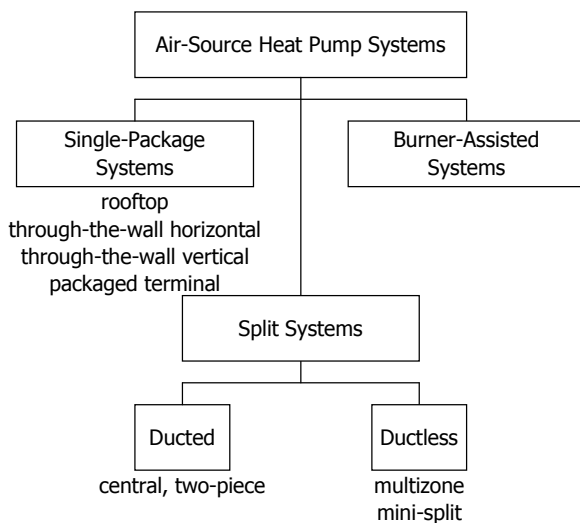 Air-Source Heat Pump Systems
Single-Package
Systems
rooftop
through-the-wall horizontal
through-the-wall vertical
packaged terminal
Burner-Assisted
Systems
Split Systems
Ducted
central, two-piece
Ductless
multizone
mini-split